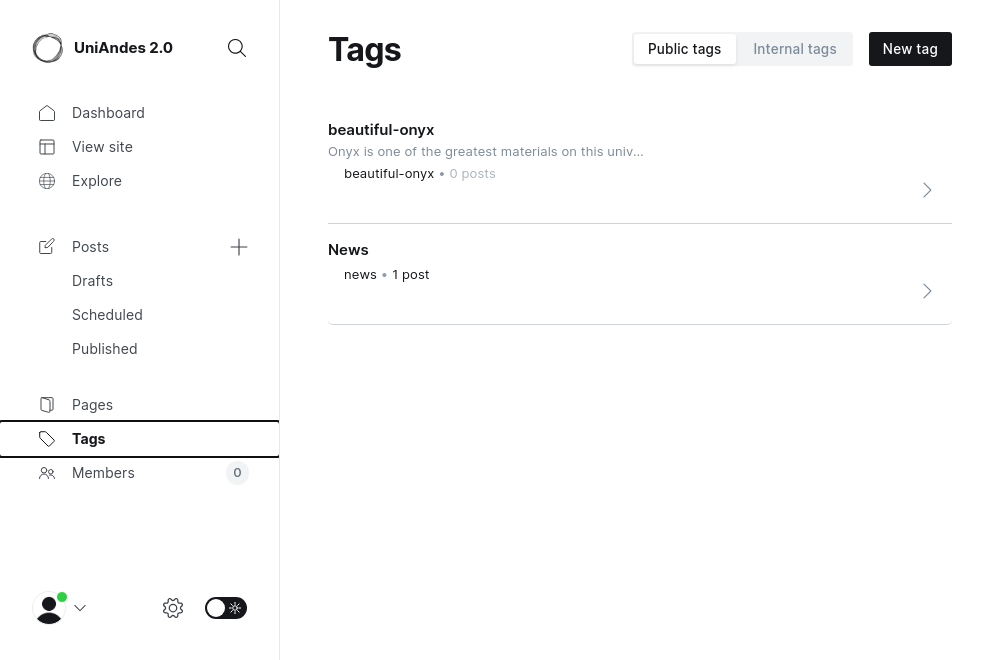 UniAndes 2.0
Dashboard
View site
Explore
Posts
Drafts
Scheduled
Published
Pages
Tags
Members 0
Tags
Public tags Internal tags New tag
beautiful-onyx
Onyx is one of the greatest materials on this univ...
beautiful-onyx • 0 posts
News
news • 1 post